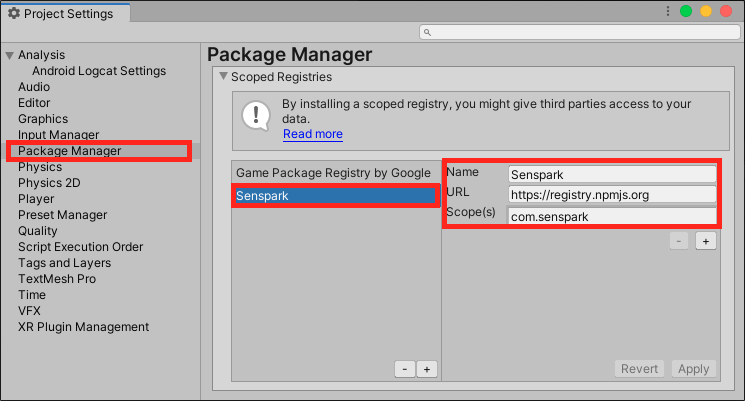 Project Settings
Analysis
Android Logcat Settings
Audio
Editor
Graphics
Input Manager
Package Manager
Physics
Physics 2D
Player
Preset Manager
Quality
Script Execution Order
Tags and Layers
TextMesh Pro
Time
VFX
XR Plugin Management
Package Manager
Scoped Registries
By installing a scoped registry, you might give third parties access to your
data.
Read more
Game Package Registry by Google
Senspark
Name Senspark
URL https://registry.npmjs.org
Scope(s) com.senspark
- +
- +
Revert Apply